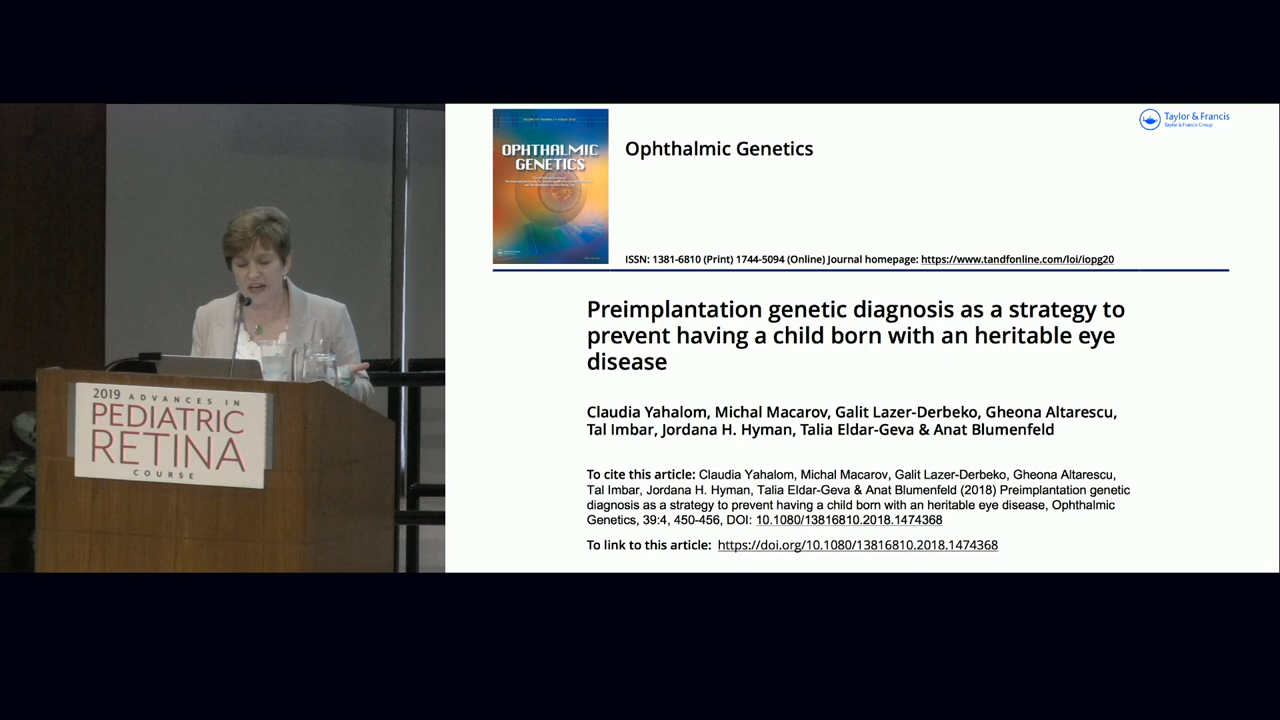 2019 ADVANCES IN
PEDIATRIC
RETINA
COURSE
OPHTHALMIC
GENETICS
Ophthalmic Genetics
Taylor & Francis
Taylor & Francis Group
ISSN: 1381-6810 (Print) 1744-5094 (Online) Journal homepage: https://www.tandfonline.com/loi/iopg20
Preimplantation genetic diagnosis as a strategy to
prevent having a child born with an heritable eye
disease
Claudia Yahalom, Michal Macarov, Galit Lazer-Derbeko, Gheona Altarescu,
Tal Imbar, Jordana H. Hyman, Talia Eldar-Geva & Anat Blumenfeld
To cite this article: Claudia Yahalom, Michal Macarov, Galit Lazer-Derbeko, Gheona Altarescu,
Tal Imbar, Jordana H. Hyman, Talia Eldar-Geva & Anat Blumenfeld (2018) Preimplantation genetic
diagnosis as a strategy to prevent having a child born with an heritable eye disease, Ophthalmic
Genetics, 39:4, 450-456, DOI: 10.1080/13816810.2018.1474368
To link to this article: https://doi.org/10.1080/13816810.2018.1474368